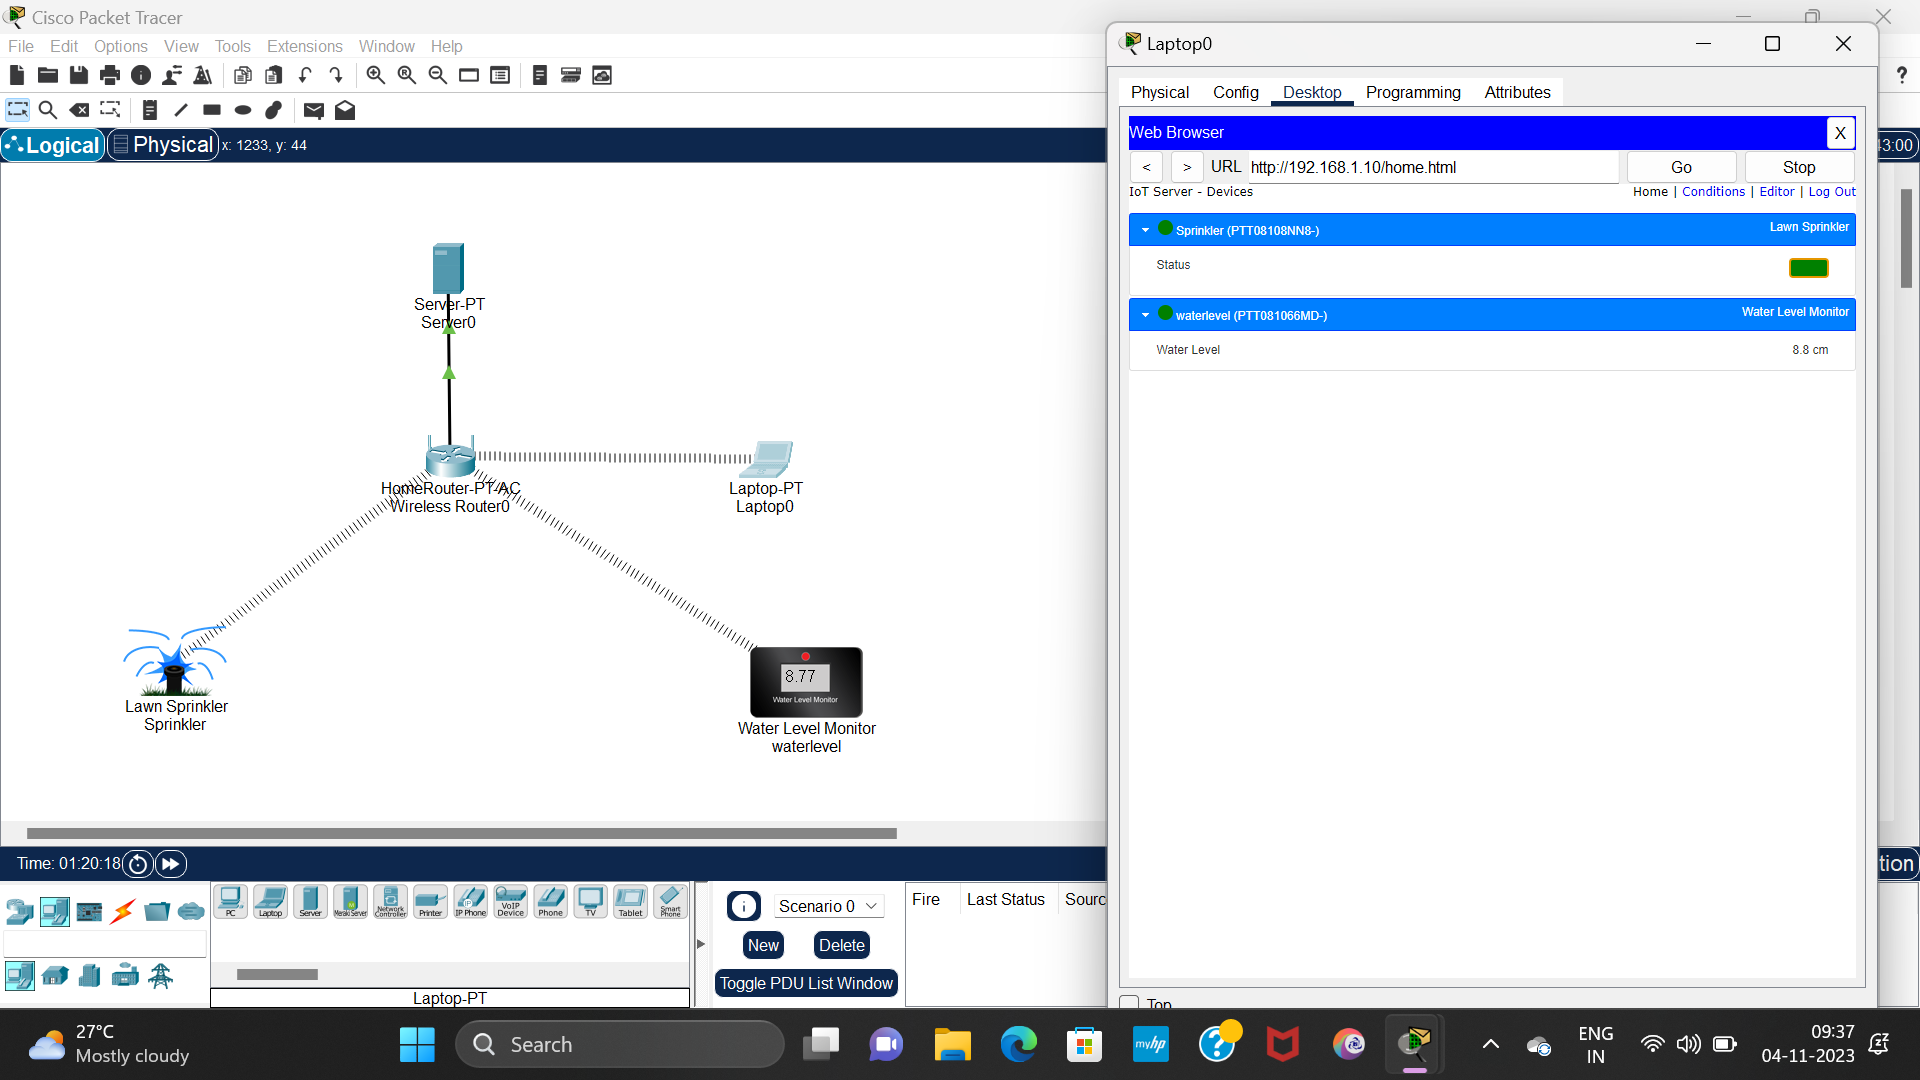 Cisco Packet Tracer
File Edit Options View Tools Extensions Window Help
Logical Physical x: 1233, y: 44
Server-PT
Server0
HomeRouter-PT-AC
Wireless Router0
Laptop-PT
Laptop0
Lawn Sprinkler
Sprinkler
8.77
Water Level Monitor
Water Level Monitor
waterlevel
Laptop0
Physical Config Desktop Programming Attributes
Web Browser X
< > URL http://192.168.1.10/home.html Go Stop
IoT Server - Devices Home | Conditions | Editor | Log Out
Sprinkler (PTT08108NN8-) Lawn Sprinkler
Status
waterlevel (PTT081066MD-) Water Level Monitor
Water Level 8.8 cm
Top
?
3:00
tion
Time: 01:20:18
PC Laptop Server Meraki Server Network Controller Printer IP Phone VoIP Device Phone TV Tablet Smart Phone
Laptop-PT
Scenario 0
New Delete
Toggle PDU List Window
Fire Last Status Sourc
27°C
Mostly cloudy
Search
myhp
ENG
IN
09:37
04-11-2023